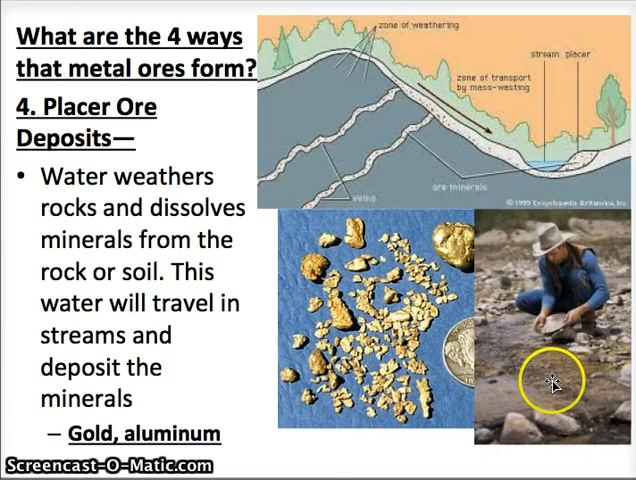 What are the 4 ways
that metal ores form?
4. Placer Ore
Deposits—
• Water weathers
rocks and dissolves
minerals from the
rock or soil. This
water will travel in
streams and
deposit the
minerals
– Gold, aluminum
zone of weathering
stream placer
zone of transport
by mass-wasting
ore minerals
veins
© 1999 Encyclopædia Britannica, Inc.
Screencast-O-Matic.com